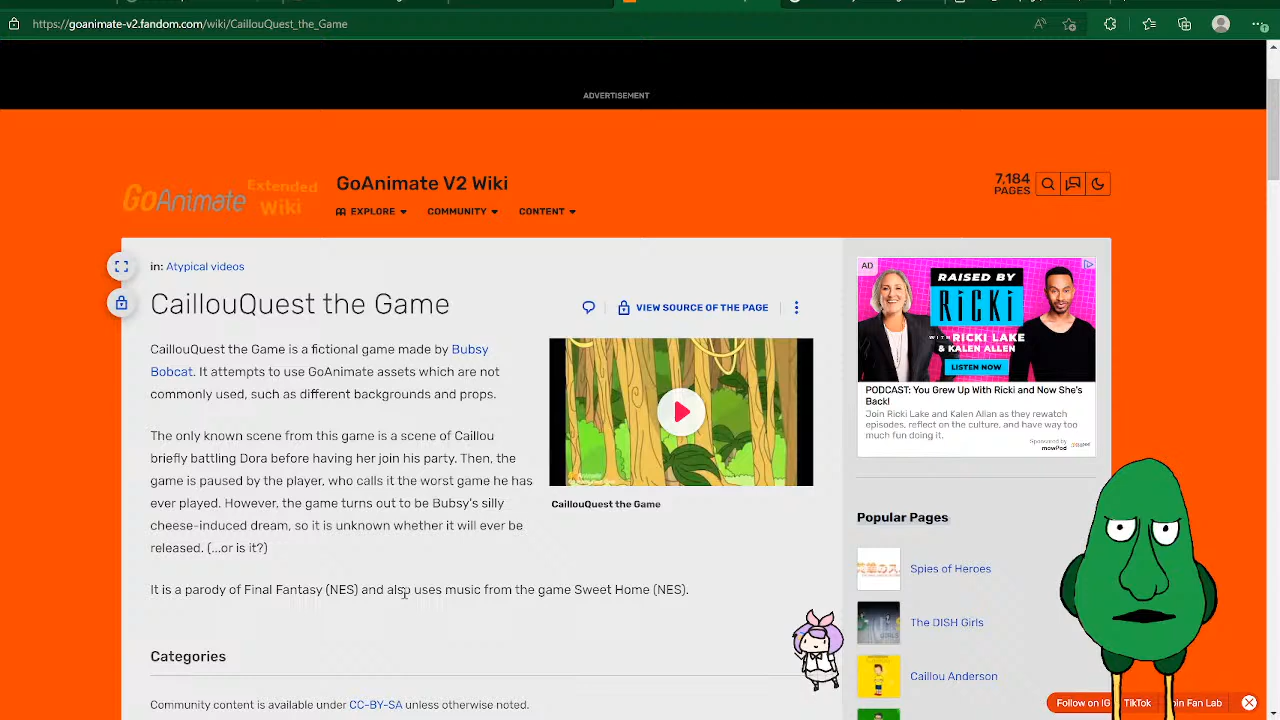 https://goanimate-v2.fandom.com/wiki/CaillouQuest_the_Game
ADVERTISEMENT
GoAnimate Extended Wiki
GoAnimate V2 Wiki
7,184
PAGES
EXPLORE COMMUNITY CONTENT
in: Atypical videos
CaillouQuest the Game
VIEW SOURCE OF THE PAGE
CaillouQuest the Game is a fictional game made by Bubsy
Bobcat. It attempts to use GoAnimate assets which are not
commonly used, such as different backgrounds and props.
The only known scene from this game is a scene of Caillou
briefly battling Dora before having her join his party. Then, the
game is paused by the player, who calls it the worst game he has
ever played. However, the game turns out to be Bubsy's silly
cheese-induced dream, so it is unknown whether it will ever be
released. (...or is it?)
It is a parody of Final Fantasy (NES) and also uses music from the game Sweet Home (NES).
CaillouQuest the Game
Categories
Community content is available under CC-BY-SA unless otherwise noted.
AD
RAISED BY
RiCKi
WITH RICKI LAKE
& KALEN ALLEN
LISTEN NOW
PODCAST: You Grew Up With Ricki and Now She's
Back!
Join Ricki Lake and Kalen Allan as they rewatch
episodes, reflect on the culture, and have way too
much fun doing it.
Sponsored by
mowPod
Popular Pages
Spies of Heroes
The DISH Girls
Caillou Anderson
Follow on IG TikTok Join Fan Lab